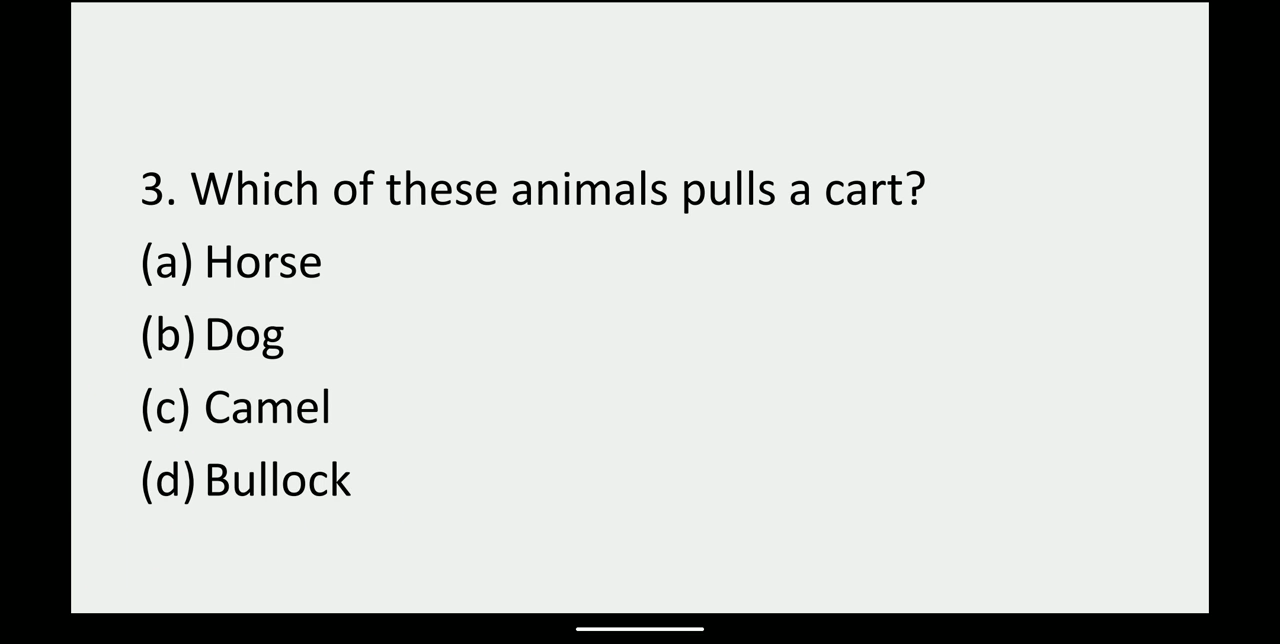 3. Which of these animals pulls a cart?
(a) Horse
(b) Dog
(c) Camel
(d) Bullock